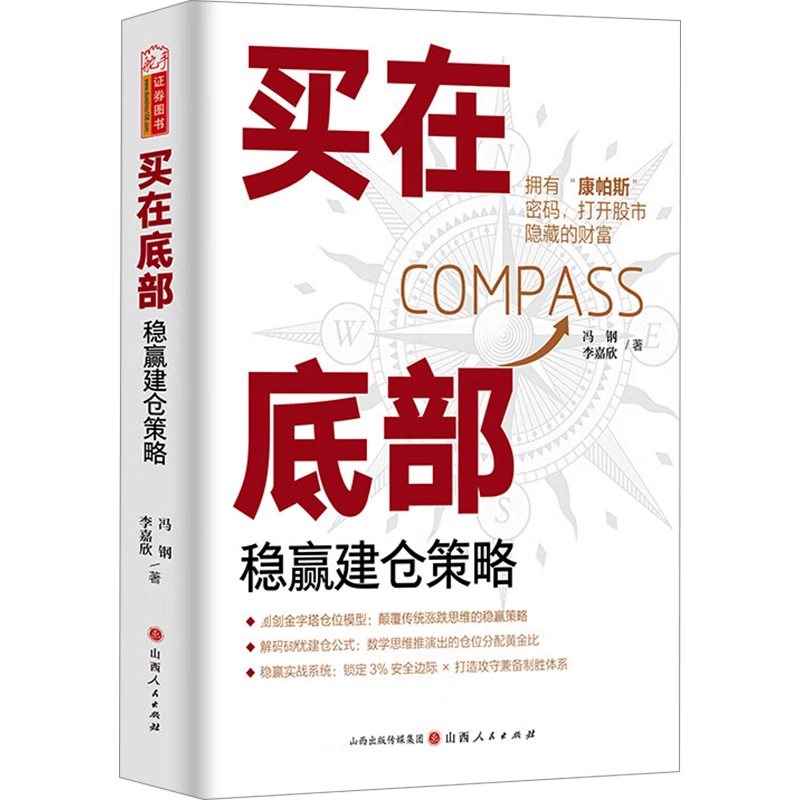 舵手
证券图书
买在底部
稳赢建仓策略
冯 钢
李嘉欣
/著
山西人民出版社
买在
底部
拥有“康帕斯”
密码，打开股市
隐藏的财富
COMPASS
N
W
E
S
冯 钢
李嘉欣
/著
稳赢建仓策略
金字塔仓位模型：颠覆传统涨跌思维的稳赢策略
解码 优建仓公式：数学思维推演出的仓位分配黄金比
稳赢实战系统：锁定3%安全边际×打造攻守兼备制胜体系
山西出版传媒集团 山西人民出版社